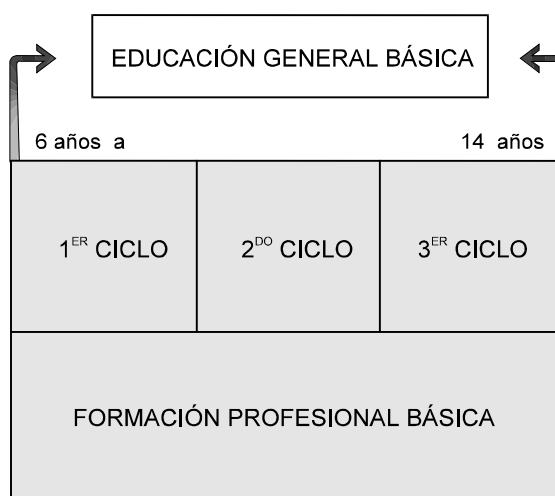 EDUCACIÓN GENERAL BÁSICA
6 años a 14 años
1ER CICLO 2DO CICLO 3ER CICLO
FORMACIÓN PROFESIONAL BÁSICA